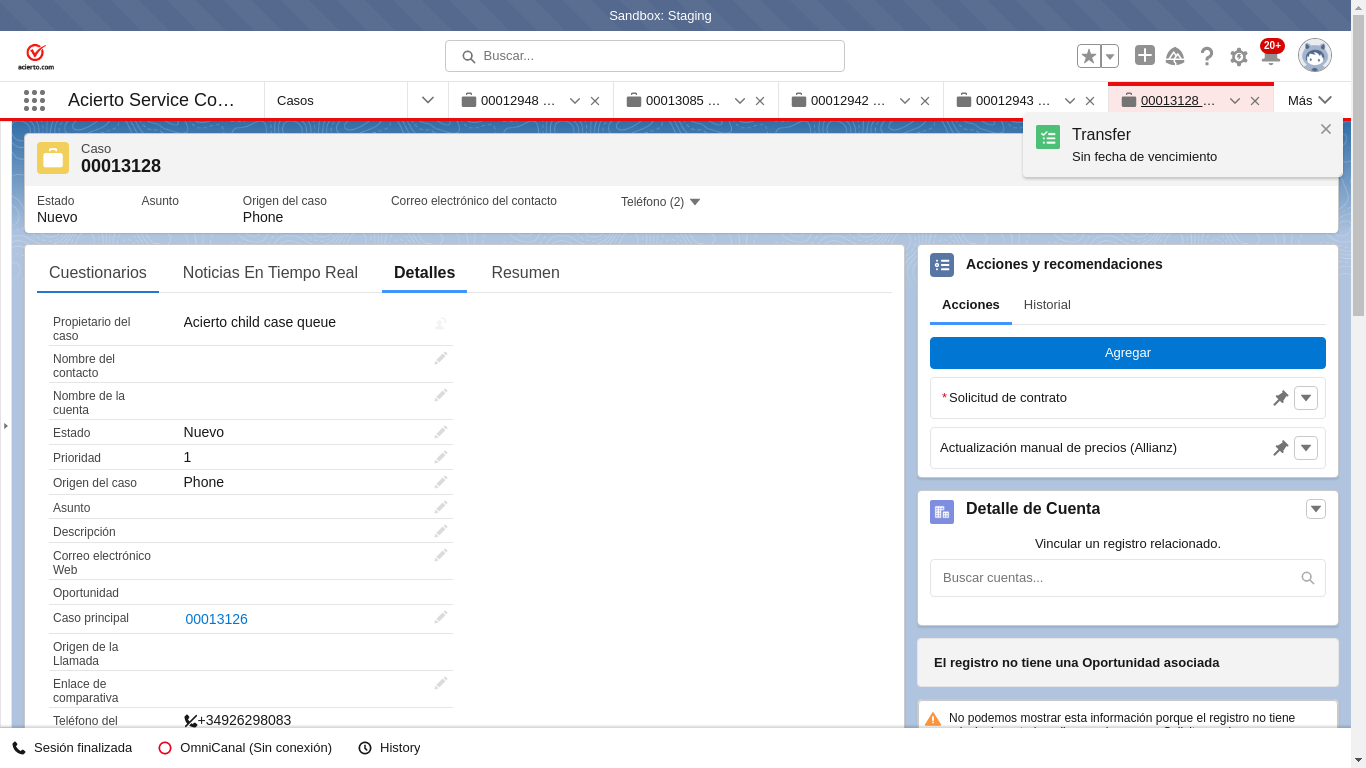 Sandbox: Staging
acierto.com
Buscar...
20+
Acierto Service Co…
Casos
00012948 …
00013085 …
00012942 …
00012943 …
00013128 …
Más
Transfer
Sin fecha de vencimiento
Caso
00013128
Estado
Nuevo
Asunto
Origen del caso
Phone
Correo electrónico del contacto
Teléfono (2)
Cuestionarios
Noticias En Tiempo Real
Detalles
Resumen
Propietario del caso
Acierto child case queue
Nombre del contacto
Nombre de la cuenta
Estado
Nuevo
Prioridad
1
Origen del caso
Phone
Asunto
Descripción
Correo electrónico Web
Oportunidad
Caso principal
00013126
Origen de la Llamada
Enlace de comparativa
Teléfono del
+34926298083
Acciones y recomendaciones
Acciones
Historial
Agregar
*Solicitud de contrato
Actualización manual de precios (Allianz)
Detalle de Cuenta
Vincular un registro relacionado.
Buscar cuentas...
El registro no tiene una Oportunidad asociada
No podemos mostrar esta información porque el registro no tiene
Sesión finalizada
OmniCanal (Sin conexión)
History